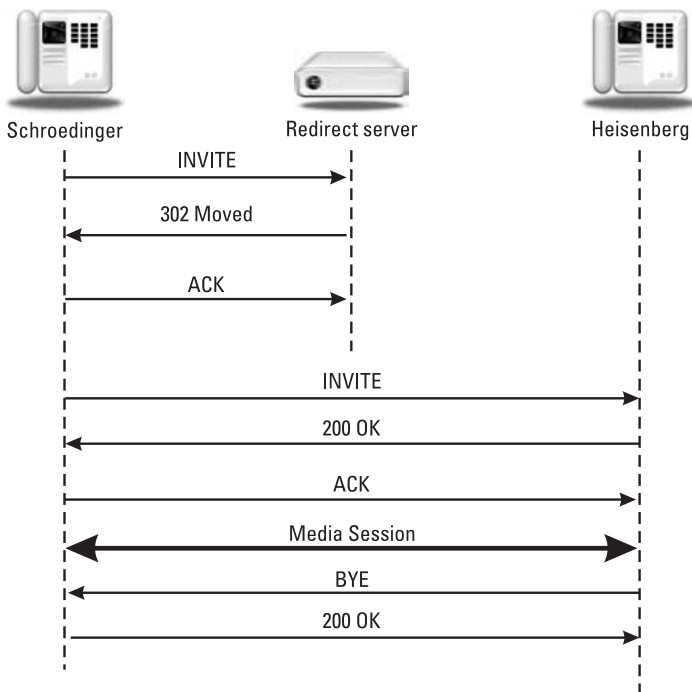 Schroedinger
Redirect server
Heisenberg
INVITE
302 Moved
ACK
INVITE
200 OK
ACK
Media Session
BYE
200 OK